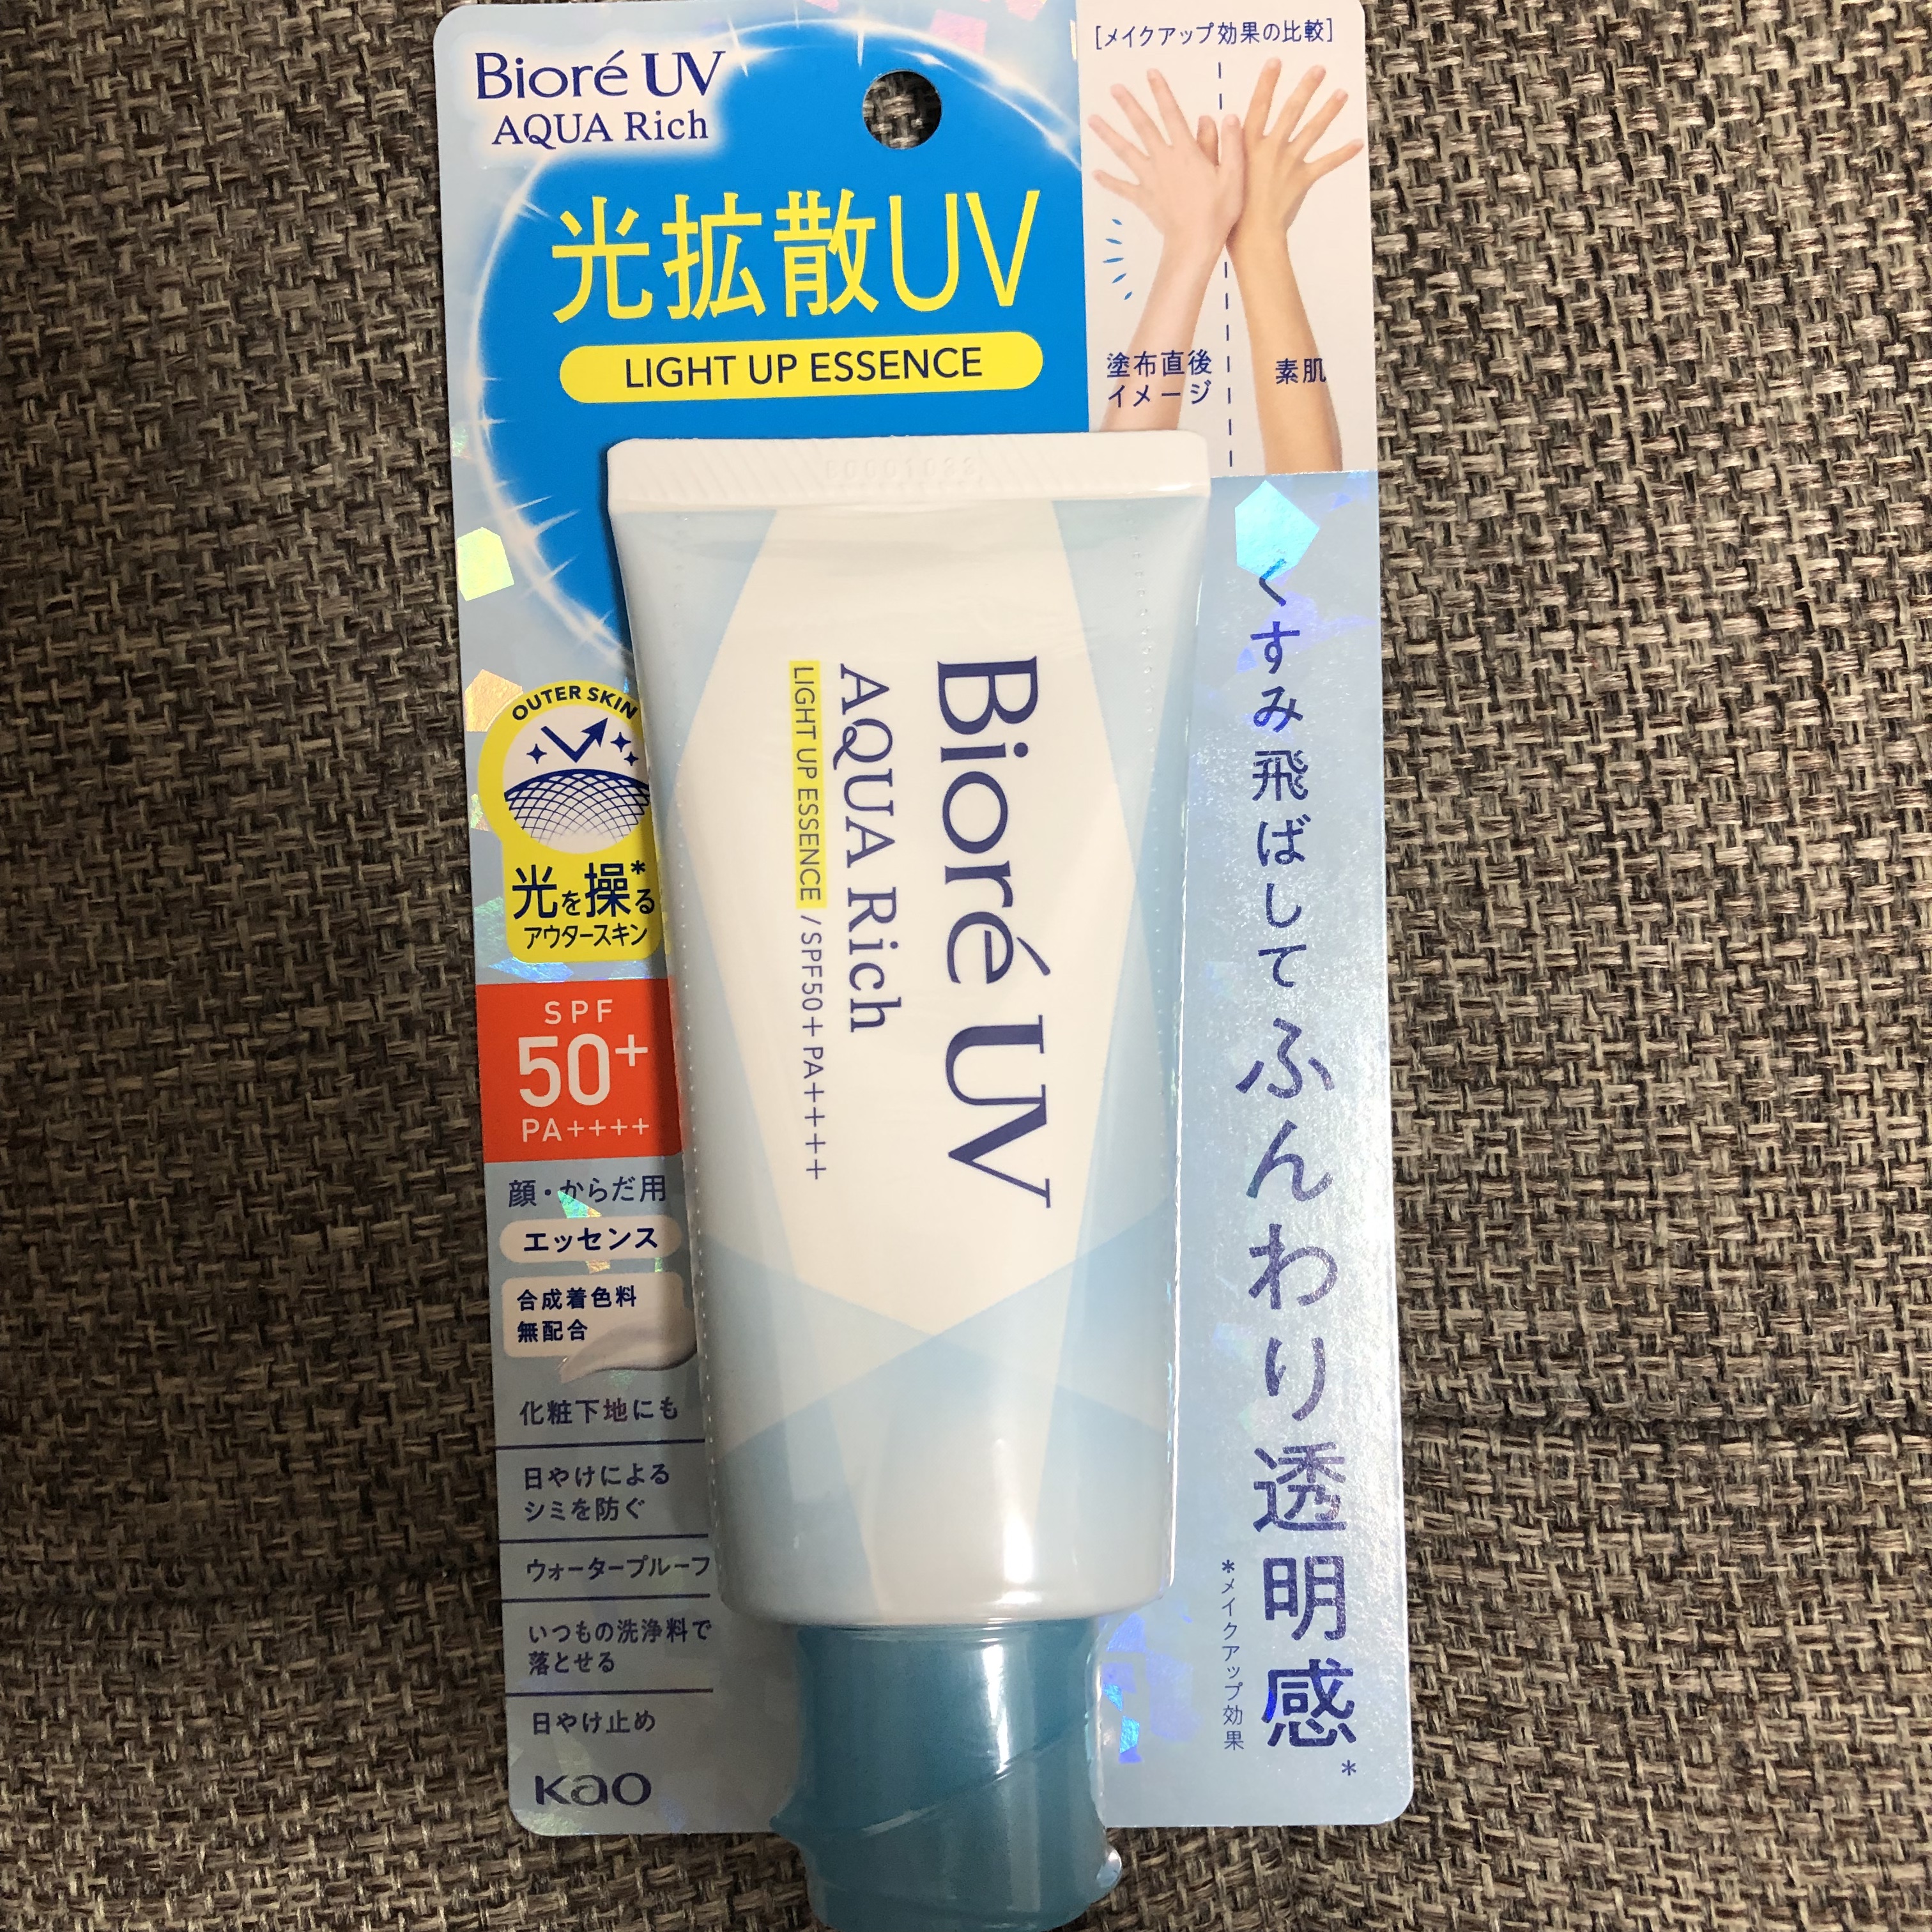 Bioré UV
AQUA Rich
光拡散UV
LIGHT UP ESSENCE
[メイクアップ効果の比較]
塗布直後
イメージ
素肌
くすみ飛ばしてふんわり透明感*
*メイクアップ効果
OUTER SKIN
光を操る*
アウタースキン
SPF
50+
PA++++
顔・からだ用
エッセンス
合成着色料
無配合
化粧下地にも
日やけによる
シミを防ぐ
ウォータープルーフ
いつもの洗浄料で
落とせる
日やけ止め
Kao
Bioré UV
AQUA Rich
LIGHT UP ESSENCE / SPF50+ PA++++